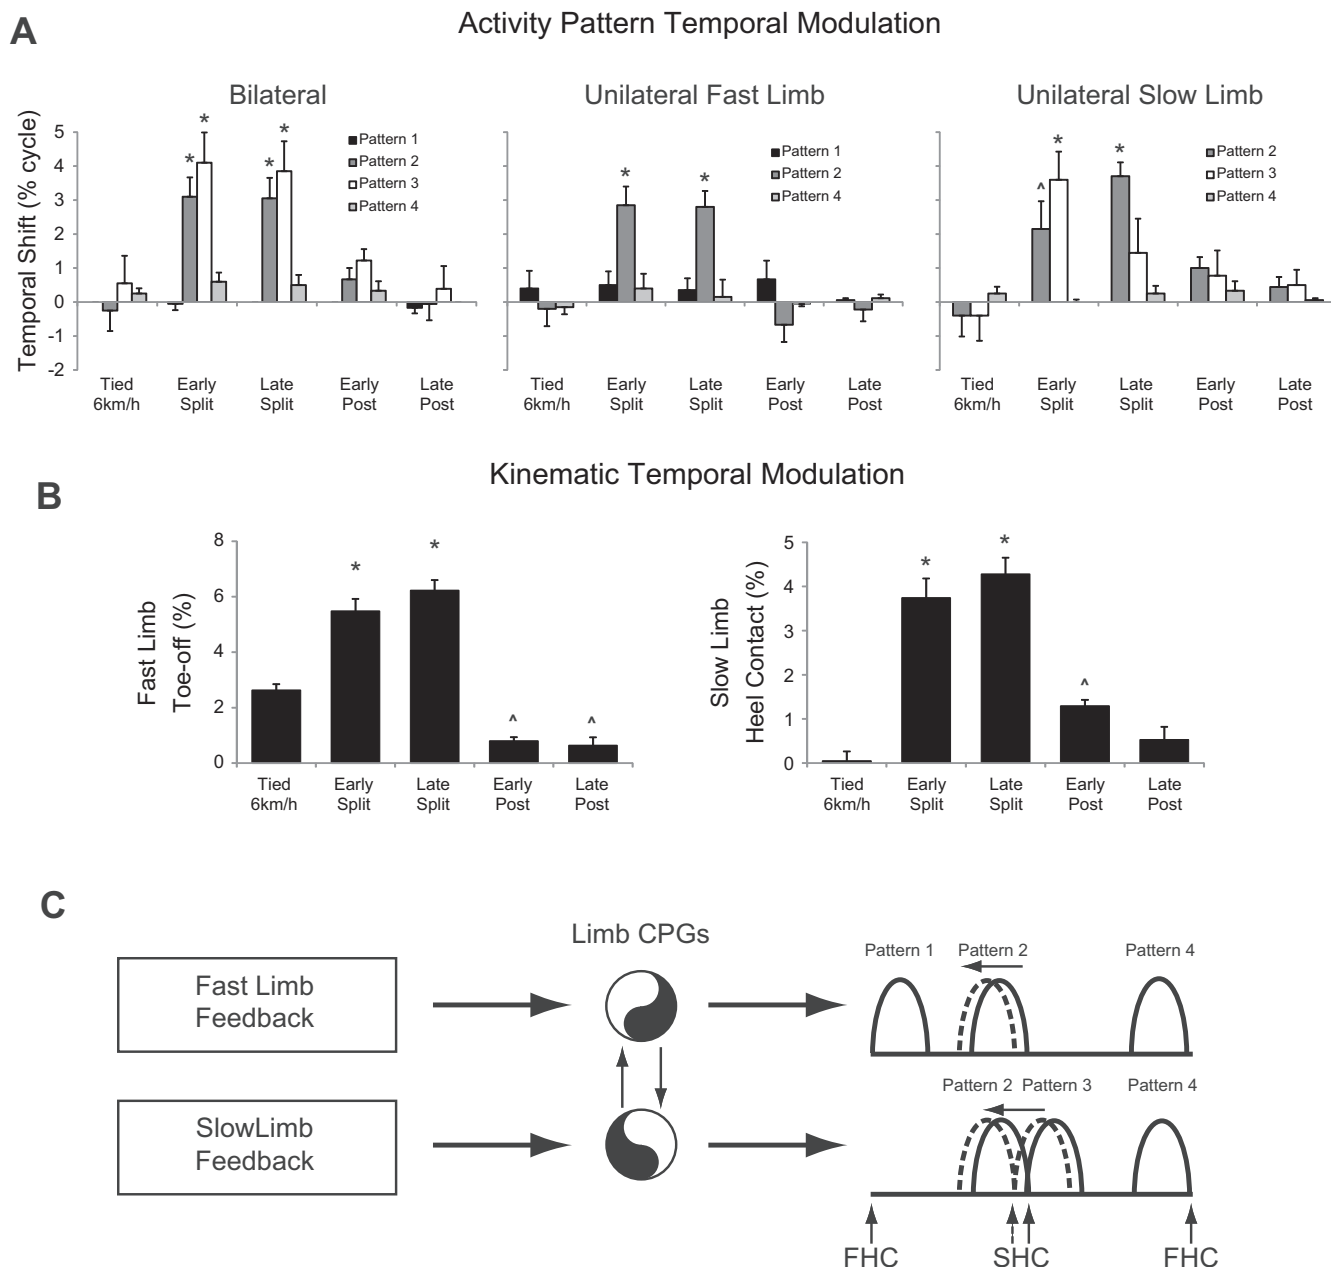 A
Activity Pattern Temporal Modulation
Bilateral
Unilateral Fast Limb
Unilateral Slow Limb
Temporal Shift (% cycle)
5
4
3
2
1
0
-1
-2
* * * *
Pattern 1
Pattern 2
Pattern 3
Pattern 4
Tied 6km/h
Early Split
Late Split
Early Post
Late Post
* *
Pattern 1
Pattern 2
Pattern 4
Tied 6km/h
Early Split
Late Split
Early Post
Late Post
^ * *
Pattern 2
Pattern 3
Pattern 4
Tied 6km/h
Early Split
Late Split
Early Post
Late Post
B
Kinematic Temporal Modulation
Fast Limb
Toe-off (%)
8
6
4
2
0
* * ^ ^
Tied 6km/h
Early Split
Late Split
Early Post
Late Post
Slow Limb
Heel Contact (%)
5
4
3
2
1
0
* * ^
Tied 6km/h
Early Split
Late Split
Early Post
Late Post
C
Limb CPGs
Fast Limb
Feedback
Pattern 1
Pattern 2
Pattern 4
SlowLimb
Feedback
Pattern 2
Pattern 3
Pattern 4
FHC
SHC
FHC